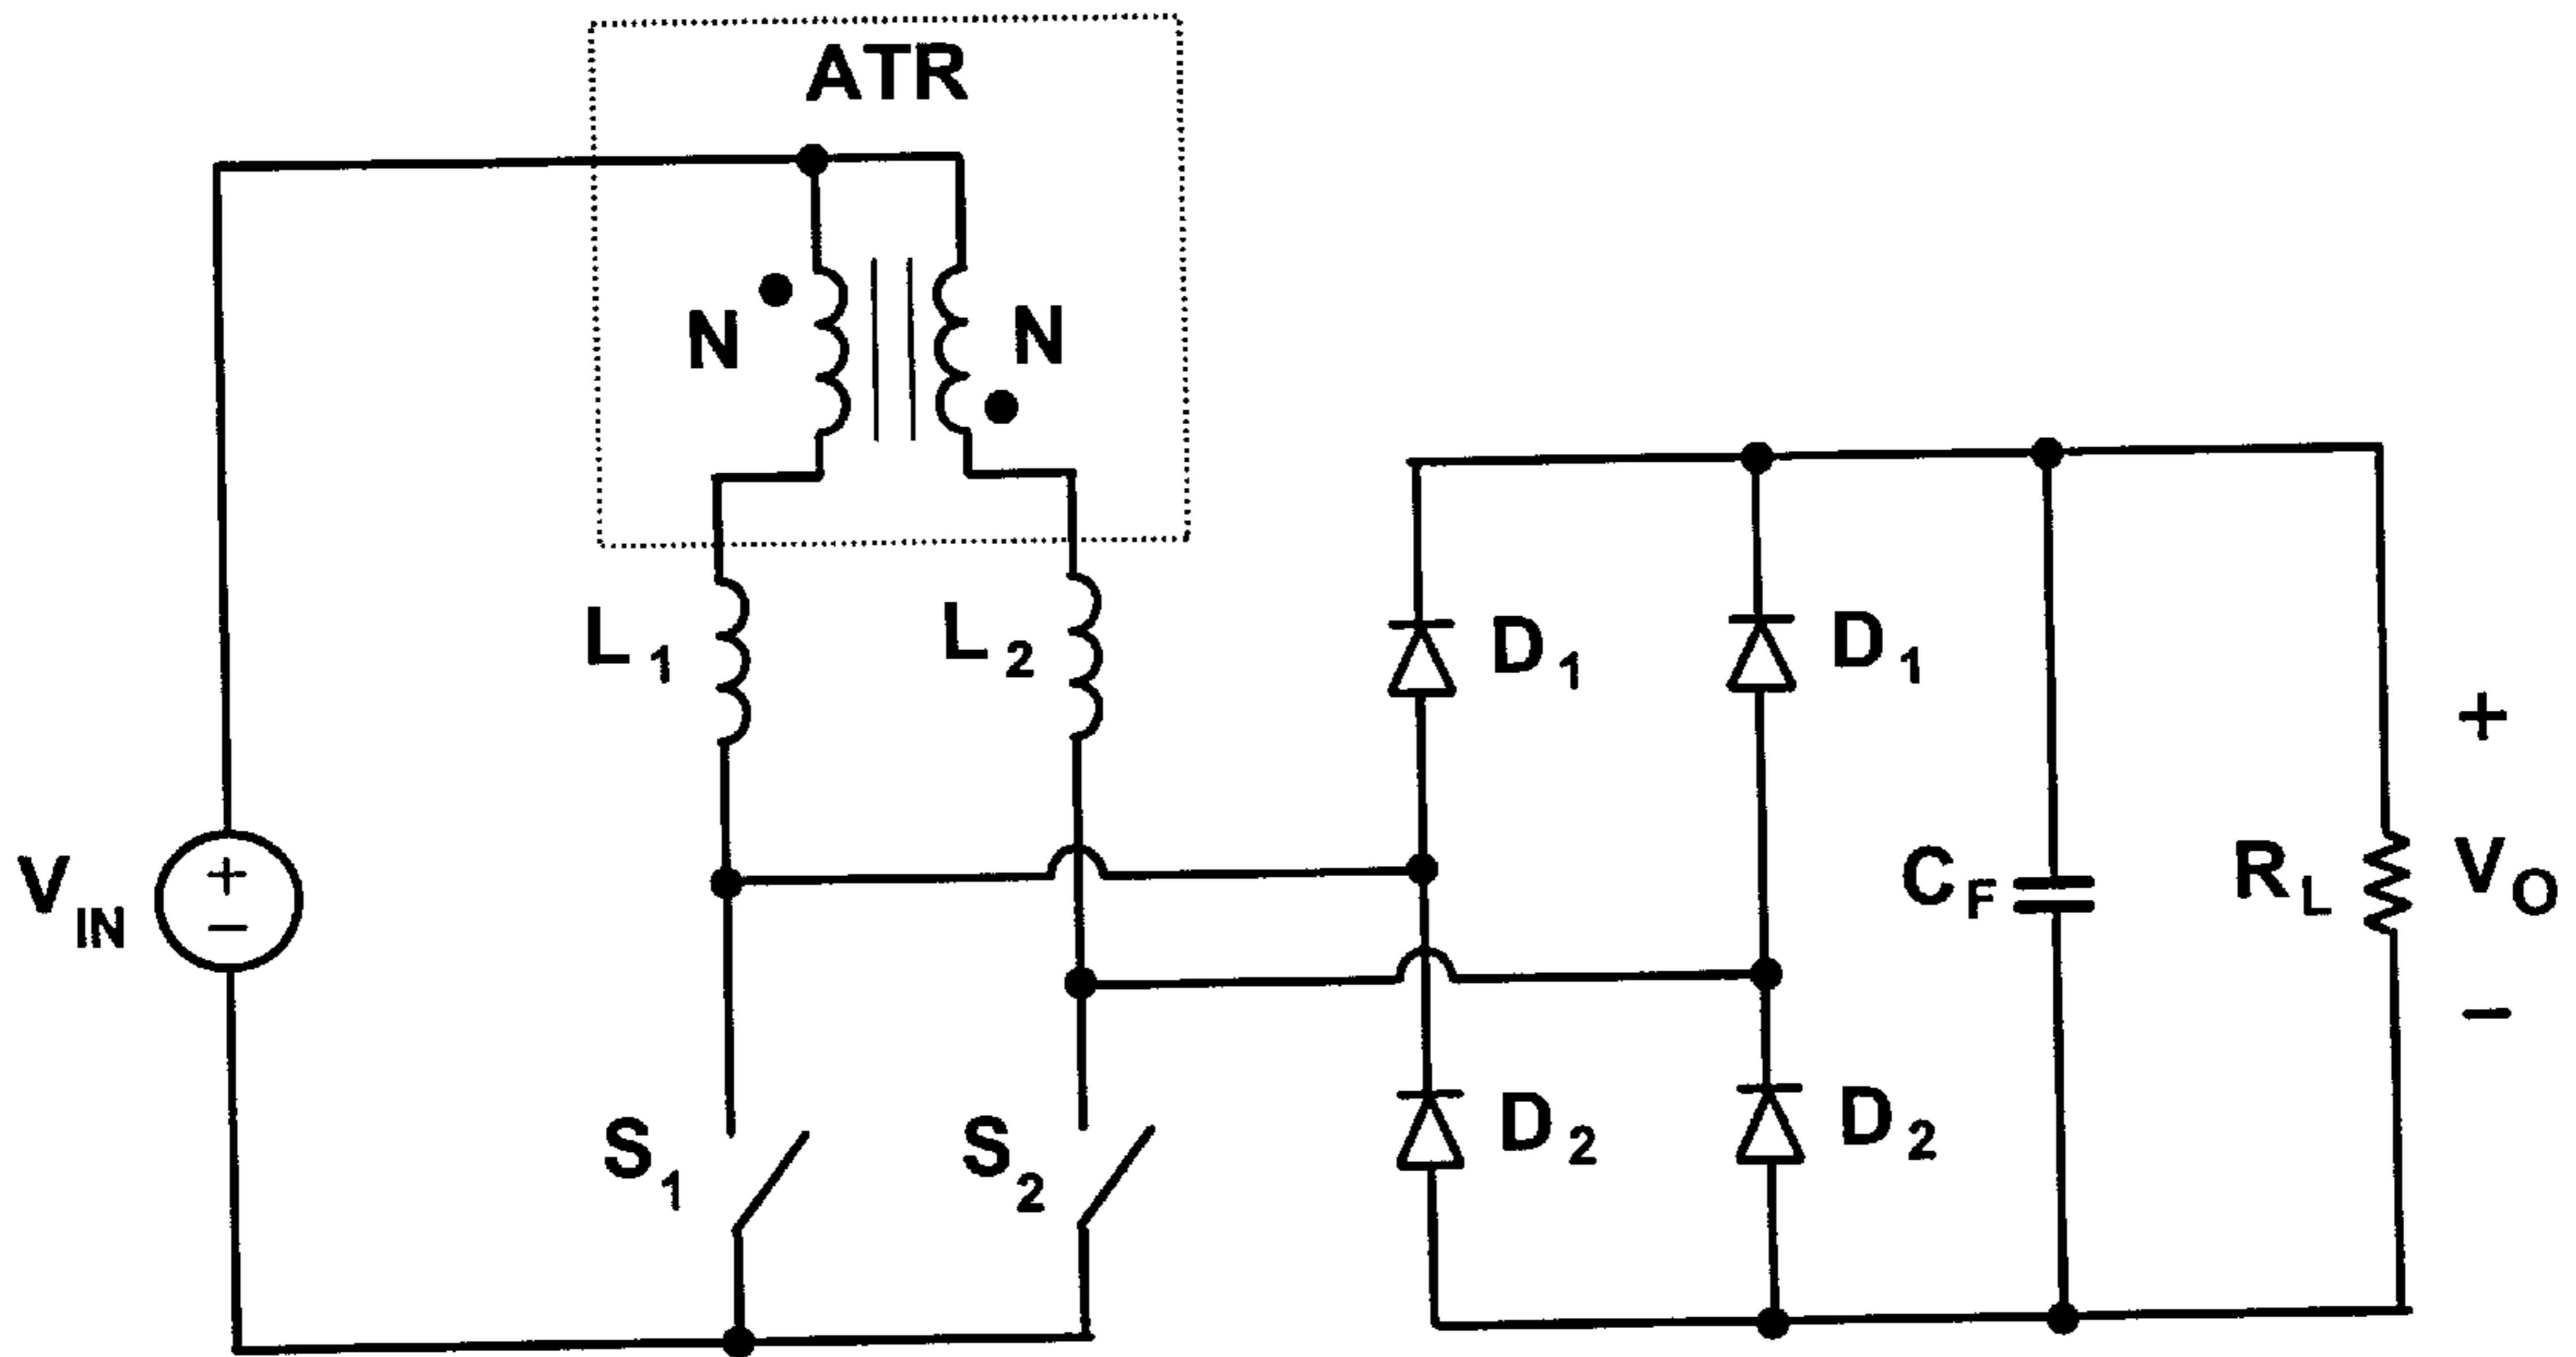 ATR
N
N
L1
L2
D1
D1
+
VIN
+
−
CF
RL
VO
−
S1
S2
D2
D2